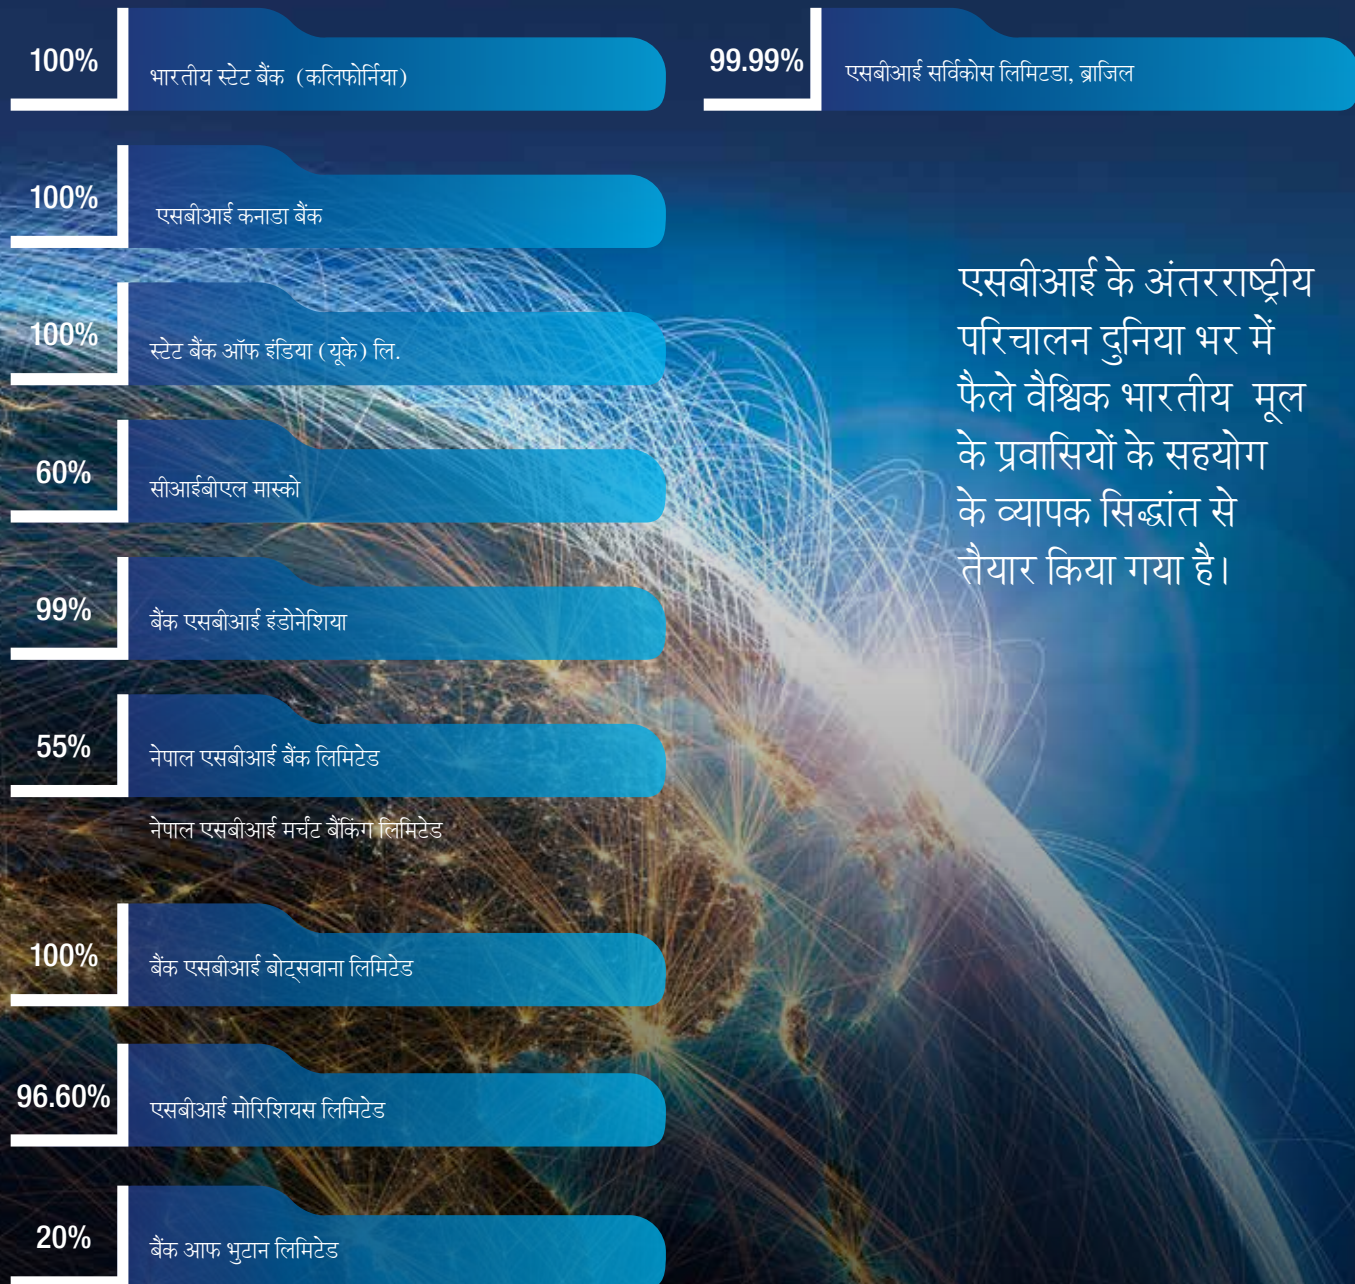 100%
भारतीय स्टेट बैंक (कलिफोर्निया)
100%
एसबीआई कनाडा बैंक
100%
स्टेट बैंक ऑफ इंडिया (यूके) लि.
60%
सीआईबीएल मास्को
99%
बैंक एसबीआई इंडोनेशिया
55%
नेपाल एसबीआई बैंक लिमिटेड
नेपाल एसबीआई मर्चंट बैंकिंग लिमिटेड
100%
बैंक एसबीआई बोट्सवाना लिमिटेड
96.60%
एसबीआई मोरिशियस लिमिटेड
20%
बैंक आफ भुटान लिमिटेड
99.99%
एसबीआई सर्विकोस लिमिटडा, ब्राजिल
एसबीआई के अंतरराष्ट्रीय
परिचालन दुनिया भर में
फैले वैश्विक भारतीय मूल
के प्रवासियों के सहयोग
के व्यापक सिद्धांत से
तैयार किया गया है।